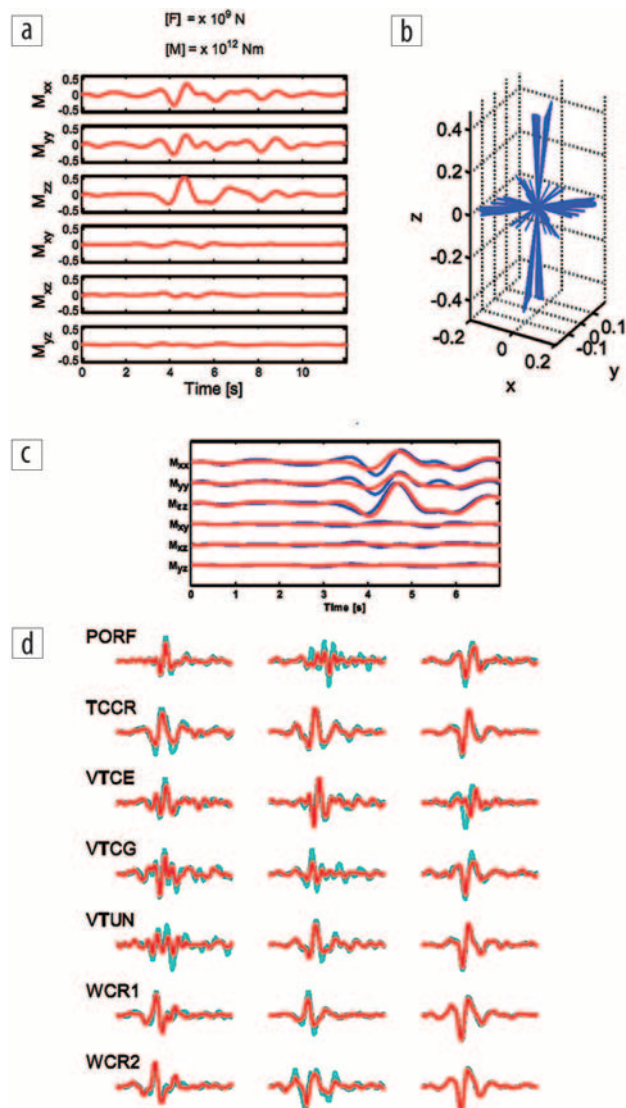 a
[F] = x 10⁹ N
[M] = x 10¹² Nm
0.5
0
-0.5
Mxx
0.5
0
-0.5
Myy
0.5
0
-0.5
Mzz
0.5
0
-0.5
Mxy
0.5
0
-0.5
Mxz
0.5
0
-0.5
Myz
0 2 4 6 8 10
Time [s]
b
0.4
0.2
0
-0.2
-0.4
z
-0.2 0 0.2
x
-0.1 0 0.1
y
c
Mxx
Myy
Mzz
Mxy
Mxz
Myz
0 1 2 3 4 5 6
Time [s]
d
PORF
TCCR
VTCE
VTCG
VTUN
WCR1
WCR2